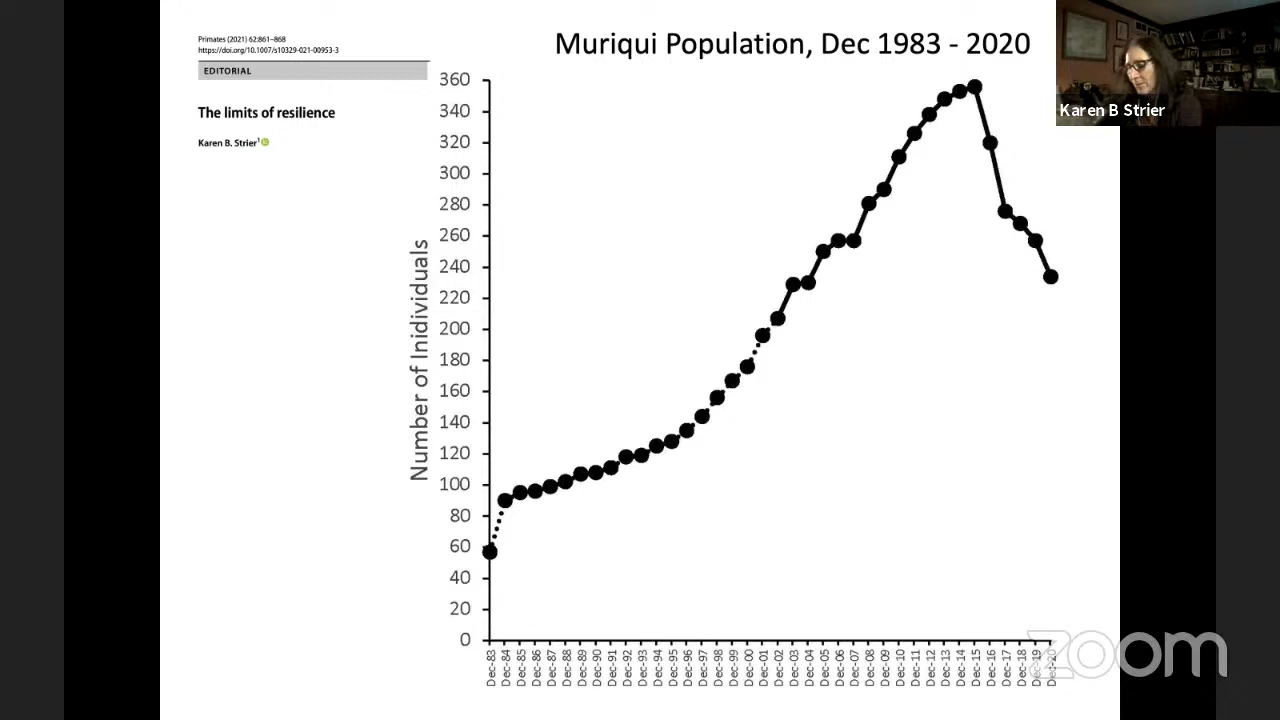 Primates (2021) 62:861–868
https://doi.org/10.1007/s10329-021-00953-3
EDITORIAL
The limits of resilience
Karen B. Strier¹
Muriqui Population, Dec 1983 - 2020
Karen B Strier
Number of Inidividuals
360
340
320
300
280
260
240
220
200
180
160
140
120
100
80
60
40
20
0
Dec-83
Dec-84
Dec-85
Dec-86
Dec-87
Dec-88
Dec-89
Dec-90
Dec-91
Dec-92
Dec-93
Dec-94
Dec-95
Dec-96
Dec-97
Dec-98
Dec-99
Dec-00
Dec-01
Dec-02
Dec-03
Dec-04
Dec-05
Dec-06
Dec-07
Dec-08
Dec-09
Dec-10
Dec-11
Dec-12
Dec-13
Dec-14
Dec-15
Dec-16
Dec-17
Dec-18
Dec-19
Dec-20
zoom